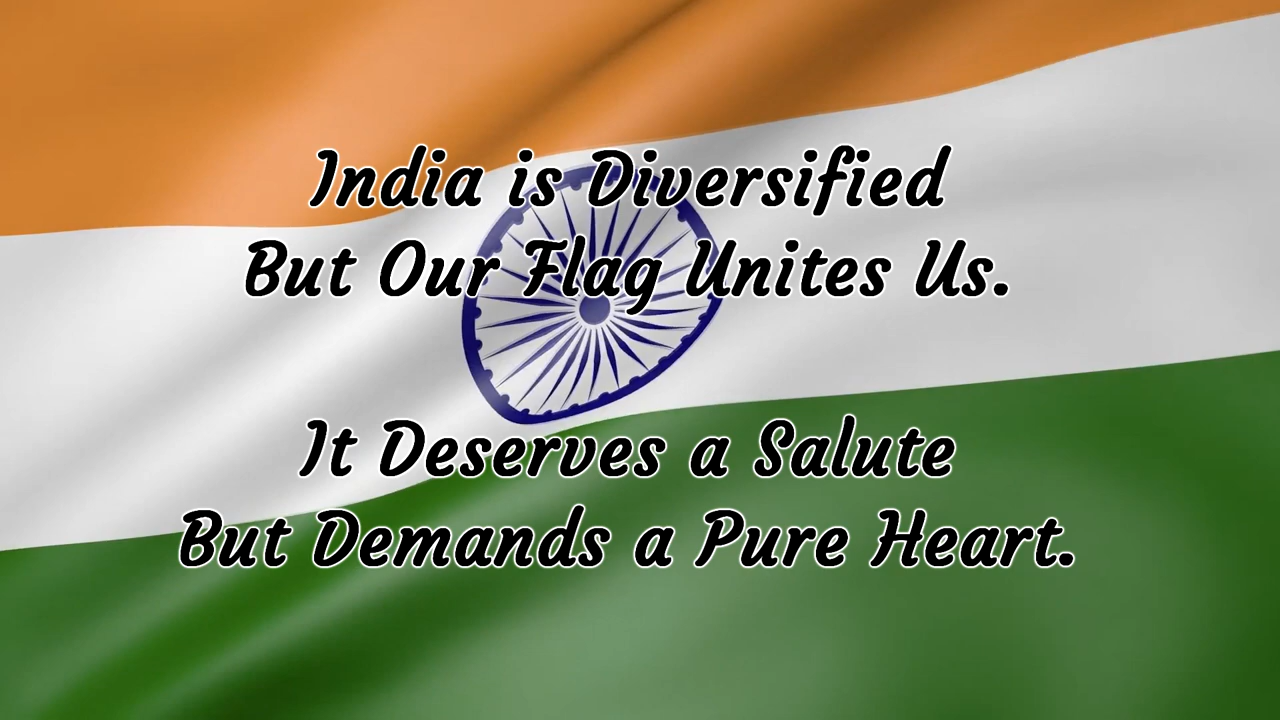 India is Diversified
But Our Flag Unites Us.
It Deserves a Salute
But Demands a Pure Heart.